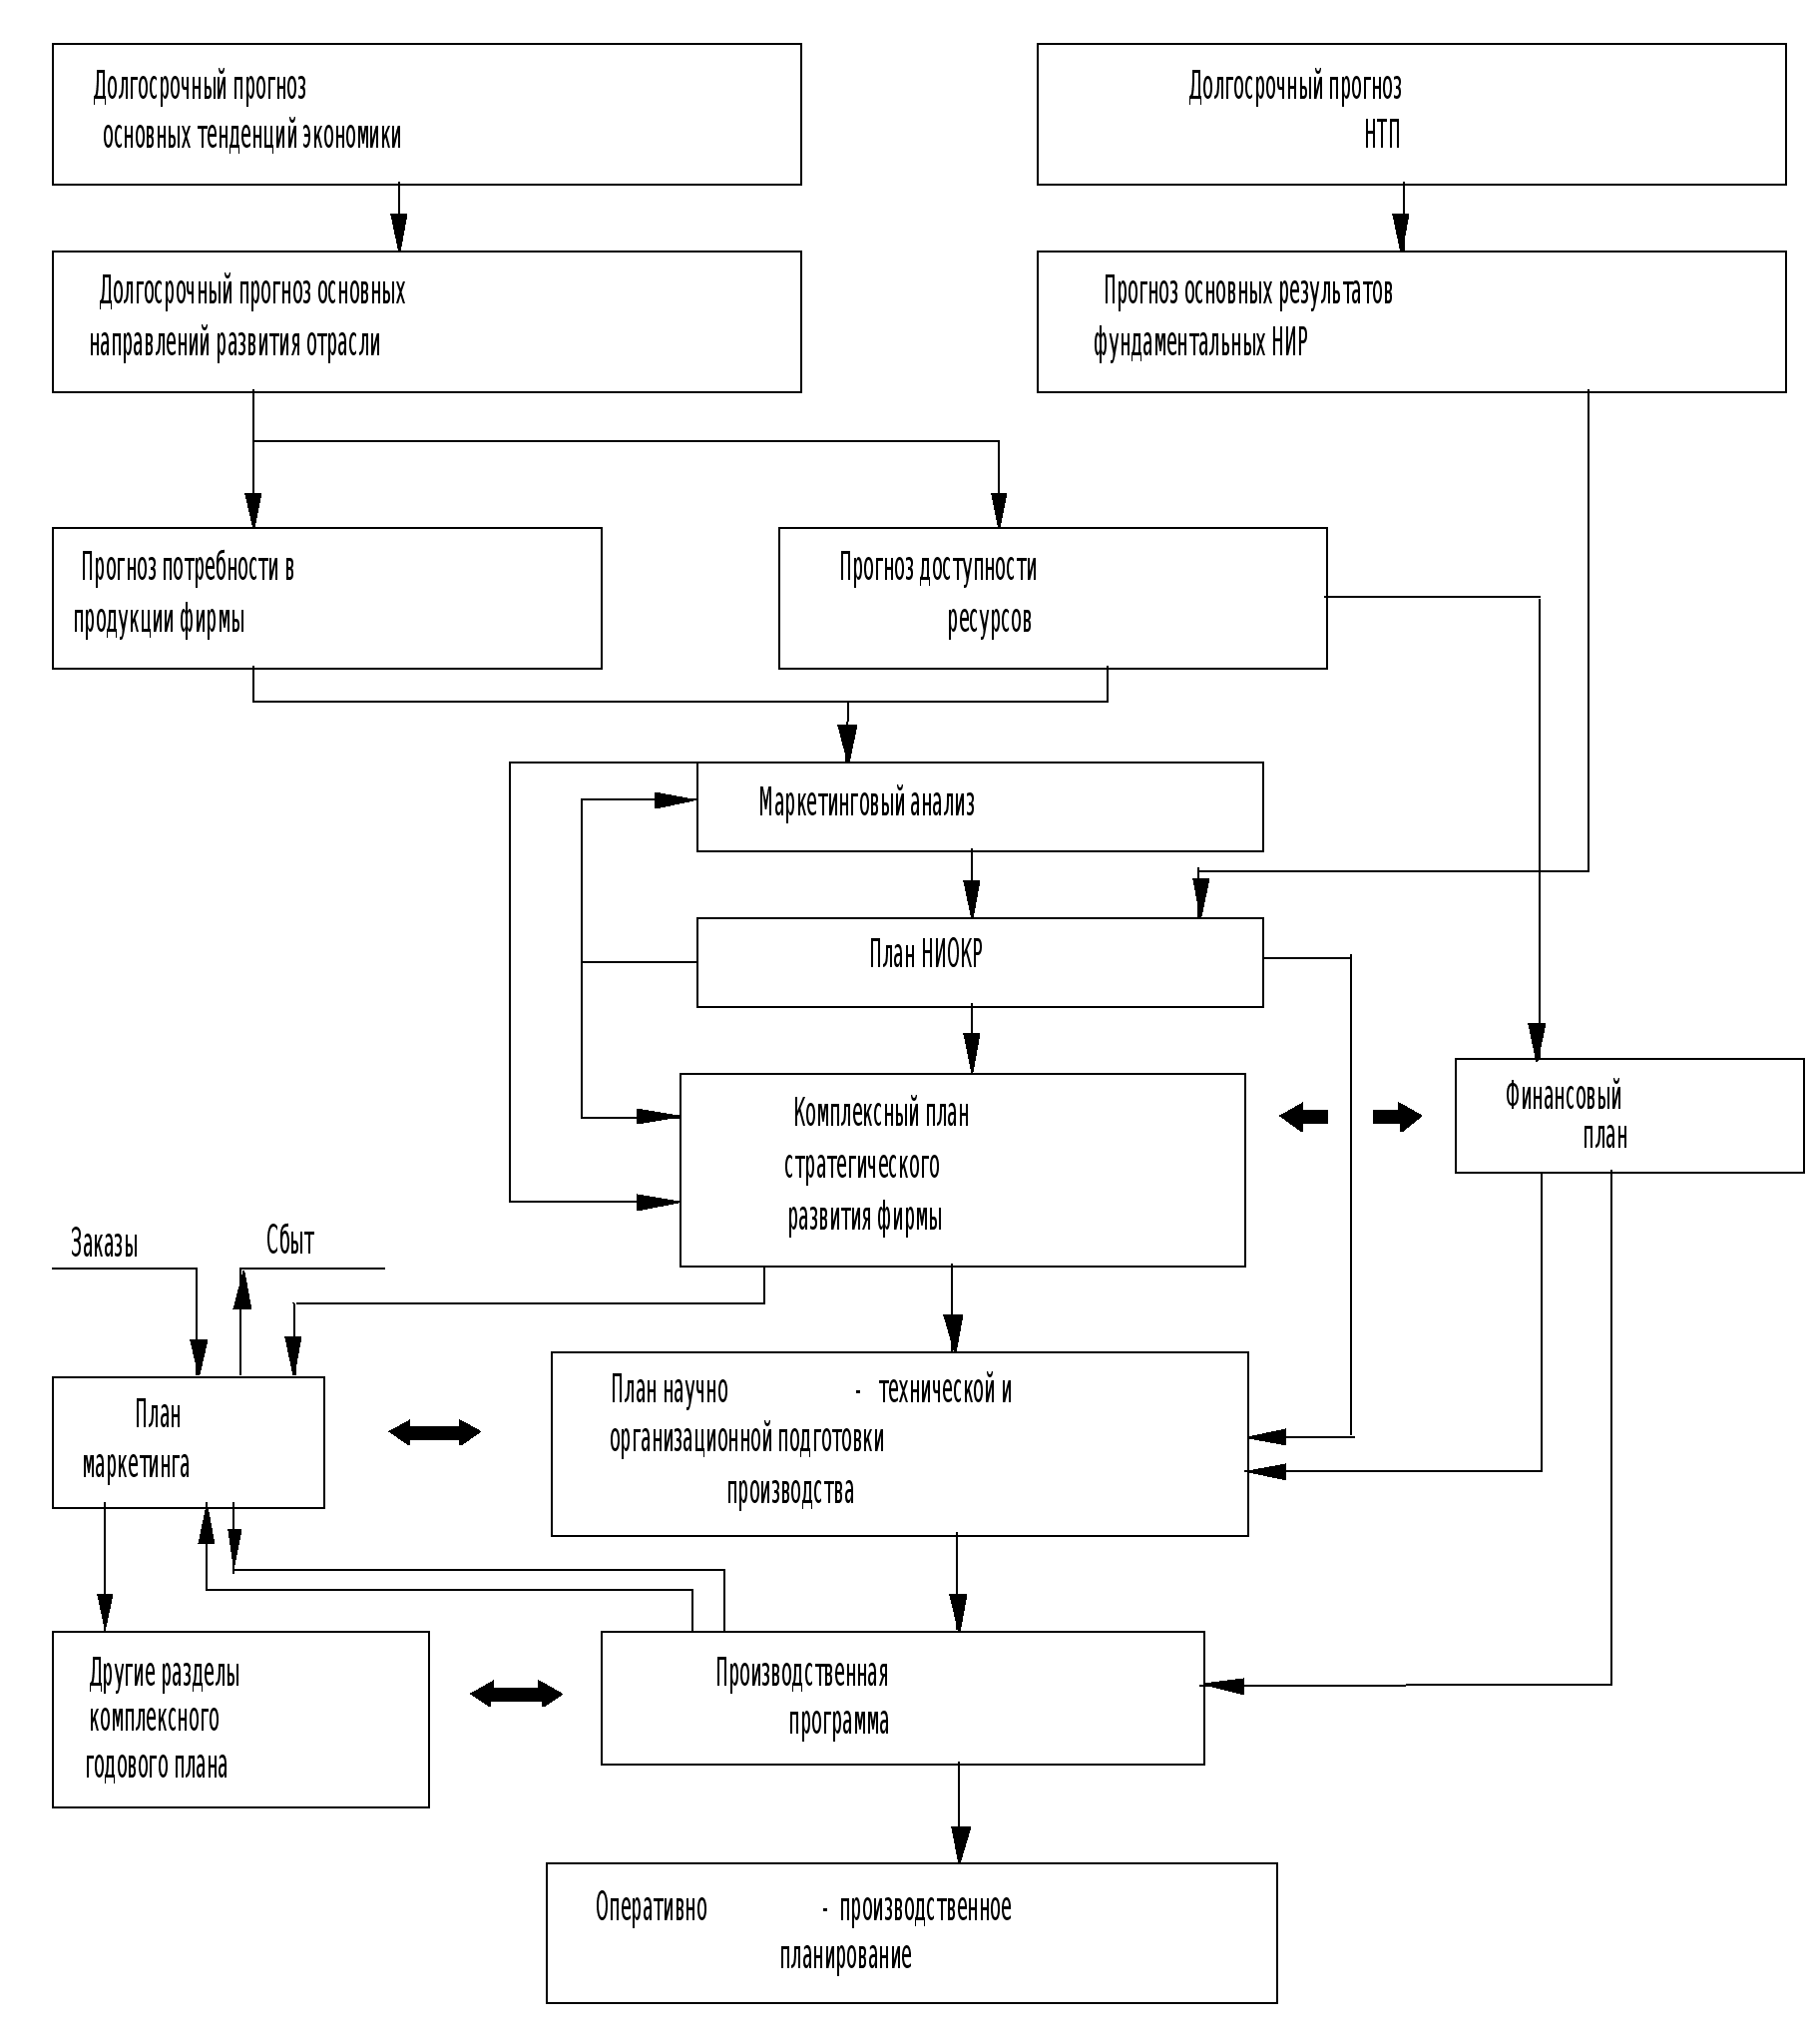 Долгосрочный прогноз
основных тенденций экономики
Долгосрочный прогноз
НТП
Долгосрочный прогноз основных
направлений развития отрасли
Прогноз основных результатов
фундаментальных НИР
Прогноз потребности в
продукции фирмы
Прогноз доступности
ресурсов
Маркетинговый анализ
План НИОКР
Комплексный план
стратегического
развития фирмы
Финансовый
план
Заказы
Сбыт
План
маркетинга
План научно - технической и
организационной подготовки
производства
Другие разделы
комплексного
годового плана
Производственная
программа
Оперативно - производственное
планирование